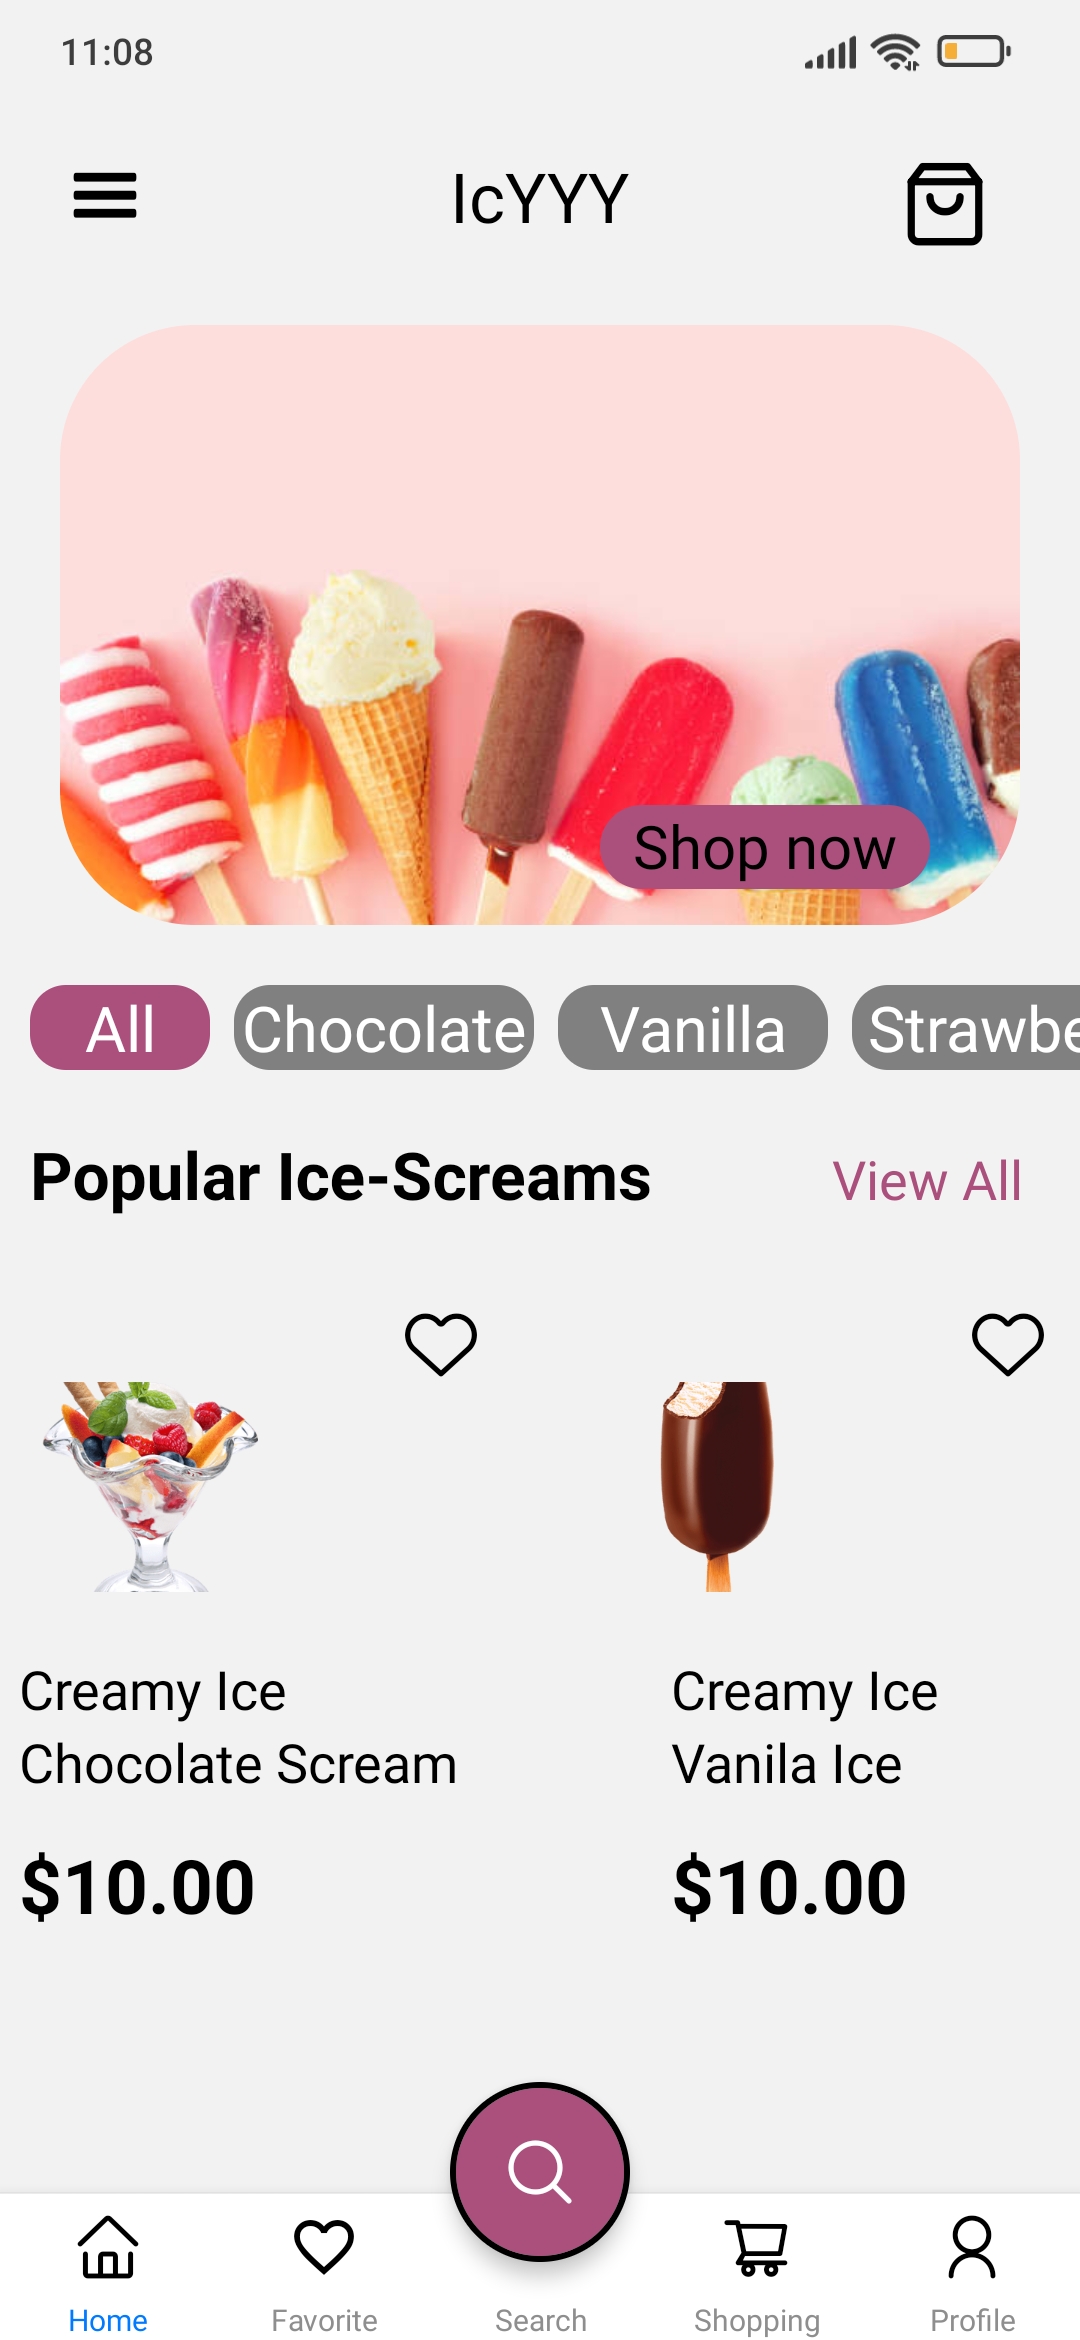 11:08
IcYYY
Shop now
All Chocolate Vanilla Strawbe
Popular Ice-Screams View All
Creamy Ice
Chocolate Scream
$10.00
Creamy Ice
Vanila Ice
$10.00
Home Favorite Search Shopping Profile